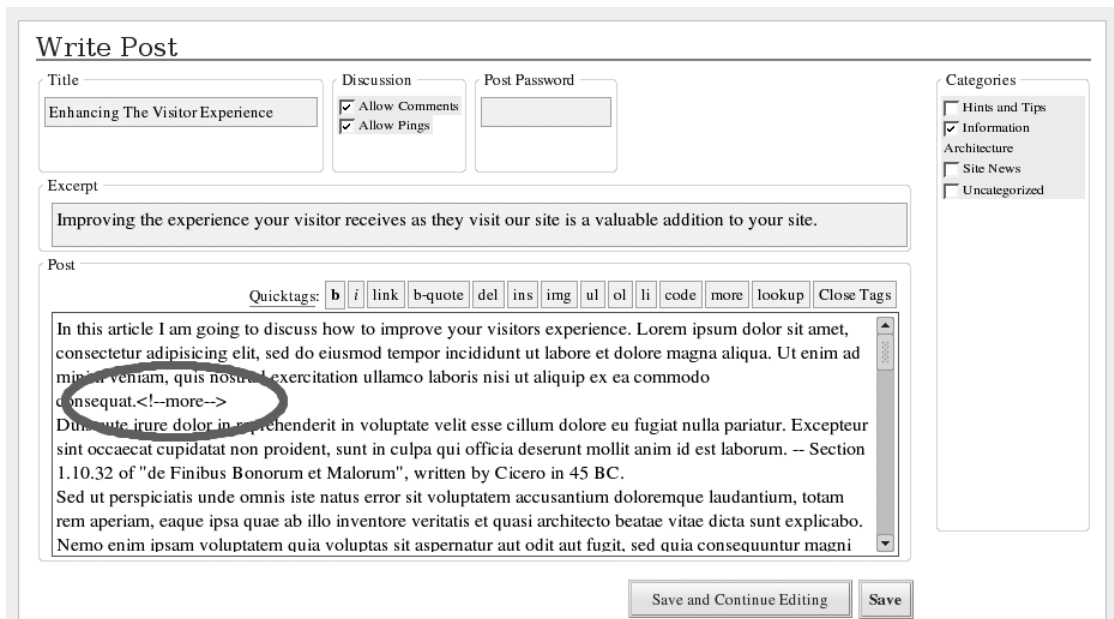 Write Post
Title
Discussion
Post Password
Categories
Enhancing The Visitor Experience
Allow Comments
Allow Pings
Hints and Tips
Information
Architecture
Site News
Uncategorized
Excerpt
Improving the experience your visitor receives as they visit our site is a valuable addition to your site.
Post
Quicktags: b i link b-quote del ins img ul ol li code more lookup Close Tags
In this article I am going to discuss how to improve your visitors experience. Lorem ipsum dolor sit amet,
consectetur adipisicing elit, sed do eiusmod tempor incididunt ut labore et dolore magna aliqua. Ut enim ad
minim veniam, quis nostrud exercitation ullamco laboris nisi ut aliquip ex ea commodo
consequat.<!--more-->
Duis aute irure dolor in reprehenderit in voluptate velit esse cillum dolore eu fugiat nulla pariatur. Excepteur
sint occaecat cupidatat non proident, sunt in culpa qui officia deserunt mollit anim id est laborum. -- Section
1.10.32 of "de Finibus Bonorum et Malorum", written by Cicero in 45 BC.
Sed ut perspiciatis unde omnis iste natus error sit voluptatem accusantium doloremque laudantium, totam
rem aperiam, eaque ipsa quae ab illo inventore veritatis et quasi architecto beatae vitae dicta sunt explicabo.
Nemo enim ipsam voluptatem quia voluptas sit aspernatur aut odit aut fugit, sed quia consequuntur magni
Save and Continue Editing
Save